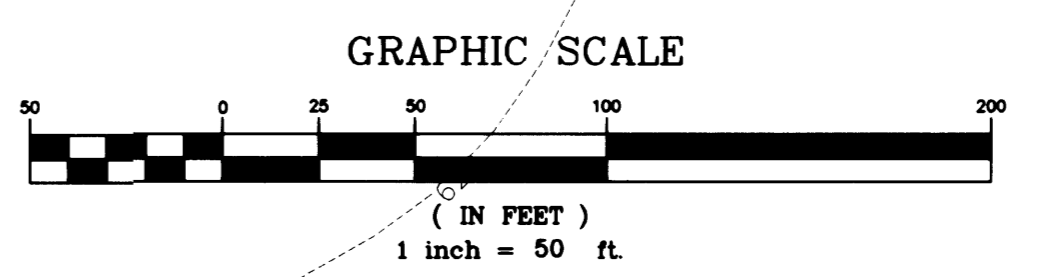 GRAPHIC SCALE
50 0 25 50 100 200
( IN FEET )
1 inch = 50 ft.